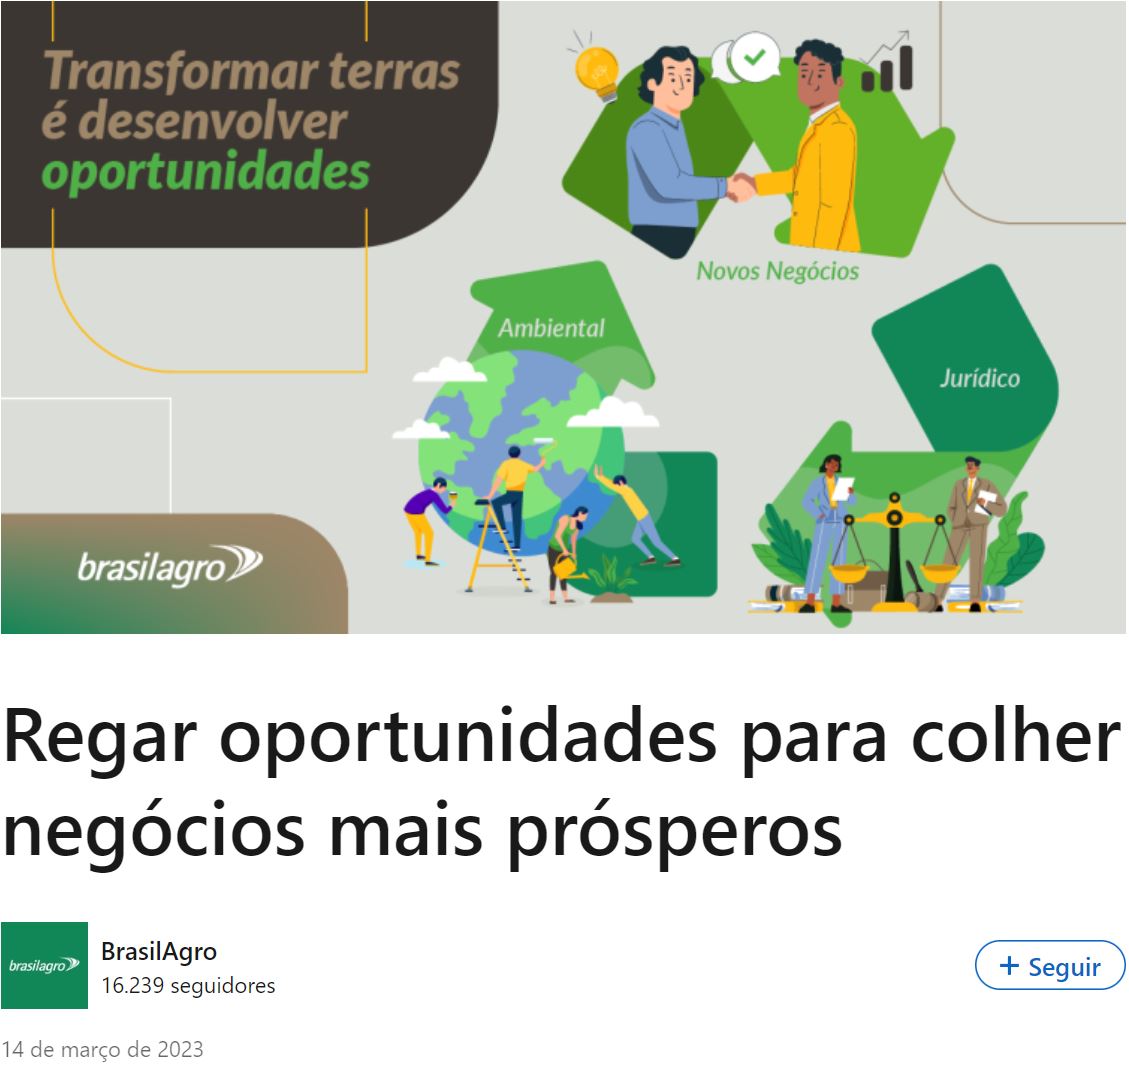 Transformar terras
é desenvolver
oportunidades
Novos Negócios
Ambiental
Jurídico
brasilagro
Regar oportunidades para colher
negócios mais prósperos
brasilagro
BrasilAgro
16.239 seguidores
+ Seguir
14 de março de 2023